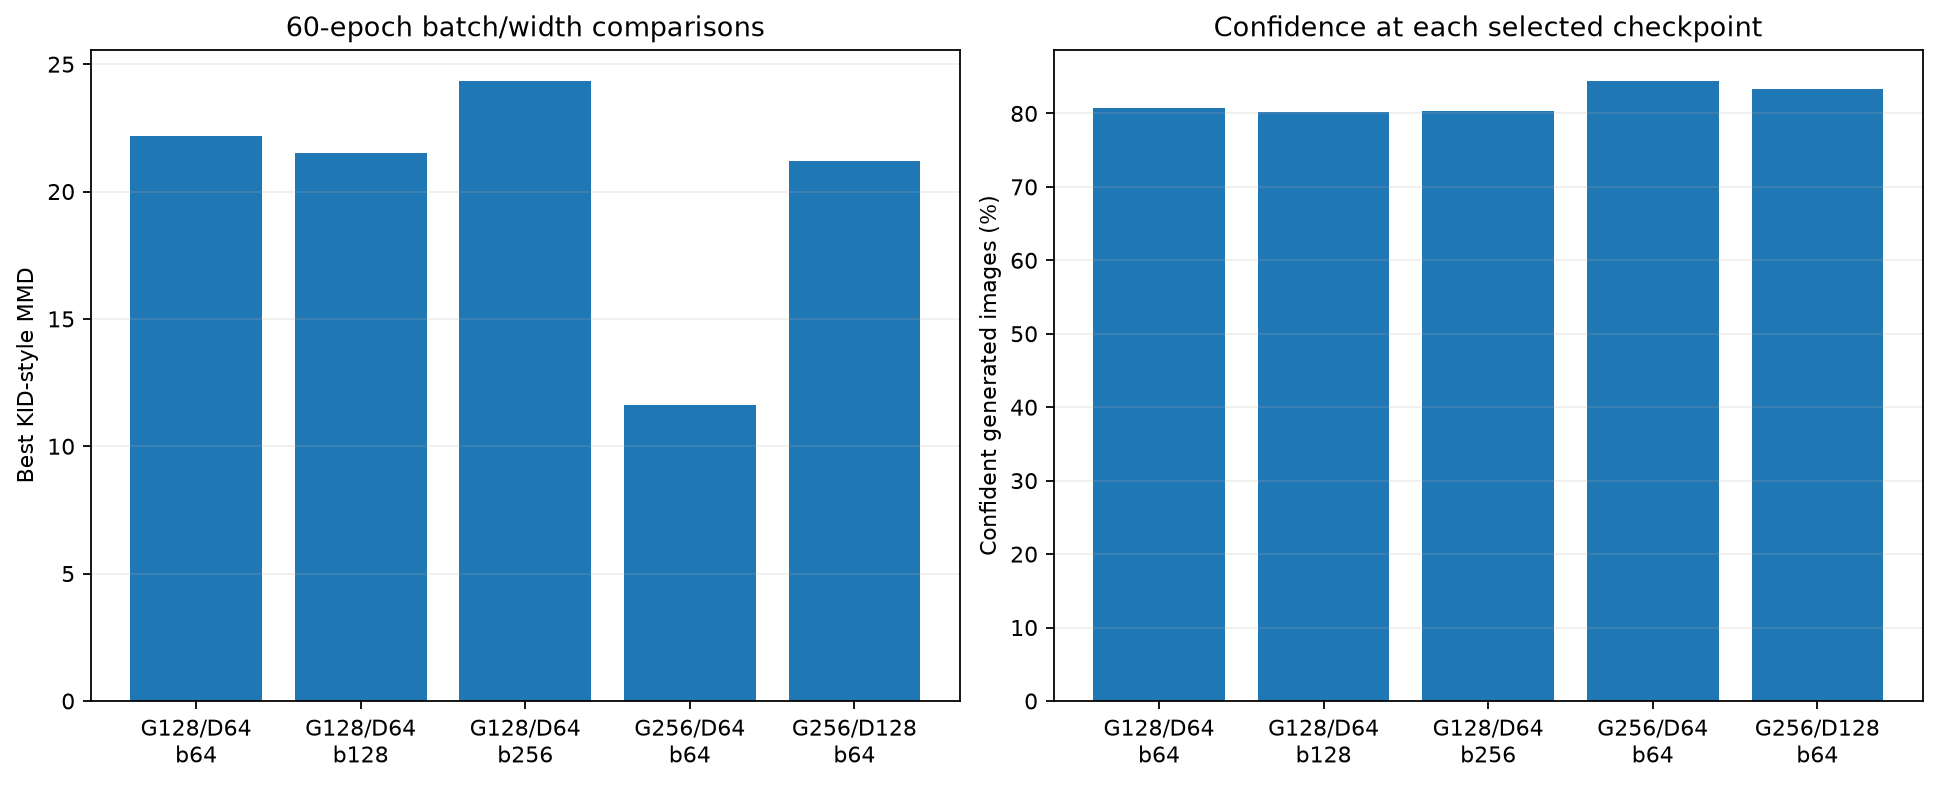 60-epoch batch/width comparisons
Best KID-style MMD
25
20
15
10
5
0
G128/D64
b64
G128/D64
b128
G128/D64
b256
G256/D64
b64
G256/D128
b64
Confidence at each selected checkpoint
Confident generated images (%)
80
70
60
50
40
30
20
10
0
G128/D64
b64
G128/D64
b128
G128/D64
b256
G256/D64
b64
G256/D128
b64